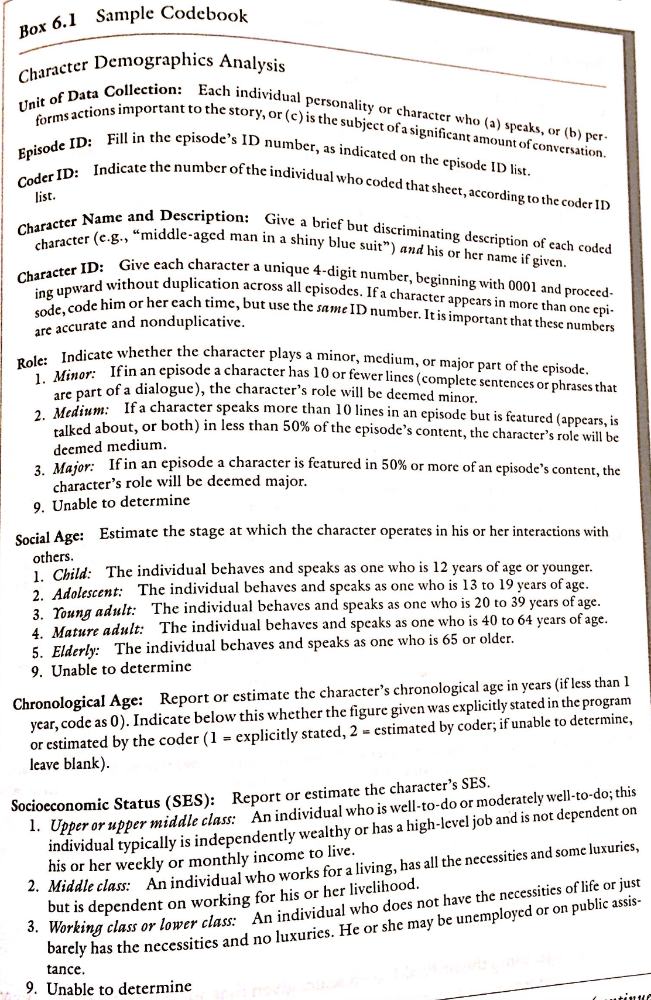 Box 6.1 Sample Codebook
Character Demographics Analysis
Unit of Data Collection: Each individual personality or character who (a) speaks, or (b) per-
forms actions important to the story, or (c) is the subject of a significant amount of conversation.
Episode ID: Fill in the episode's ID number, as indicated on the episode ID list.
Coder ID: Indicate the number of the individual who coded that sheet, according to the coder ID
list.
Character Name and Description: Give a brief but discriminating description of each coded
character (e.g., “middle-aged man in a shiny blue suit”) and his or her name if given.
Character ID: Give each character a unique 4-digit number, beginning with 0001 and proceed-
ing upward without duplication across all episodes. If a character appears in more than one epi-
sode, code him or her each time, but use the same ID number. It is important that these numbers
are accurate and nonduplicative.
Role: Indicate whether the character plays a minor, medium, or major part of the episode.
1. Minor: If in an episode a character has 10 or fewer lines (complete sentences or phrases that
are part of a dialogue), the character's role will be deemed minor.
2. Medium: If a character speaks more than 10 lines in an episode but is featured (appears, is
talked about, or both) in less than 50% of the episode's content, the character's role will be
deemed medium.
3. Major: If in an episode a character is featured in 50% or more of an episode's content, the
character's role will be deemed major.
9. Unable to determine
Social Age: Estimate the stage at which the character operates in his or her interactions with
others.
1. Child: The individual behaves and speaks as one who is 12 years of age or younger.
2. Adolescent: The individual behaves and speaks as one who is 13 to 19 years of age.
3. Young adult: The individual behaves and speaks as one who is 20 to 39 years of age.
4. Mature adult: The individual behaves and speaks as one who is 40 to 64 years of age.
5. Elderly: The individual behaves and speaks as one who is 65 or older.
9. Unable to determine
Chronological Age: Report or estimate the character's chronological age in years (if less than 1
year, code as 0). Indicate below this whether the figure given was explicitly stated in the program
or estimated by the coder (1 = explicitly stated, 2 = estimated by coder; if unable to determine,
leave blank).
Socioeconomic Status (SES): Report or estimate the character's SES.
1. Upper or upper middle class: An individual who is well-to-do or moderately well-to-do; this
individual typically is independently wealthy or has a high-level job and is not dependent on
his or her weekly or monthly income to live.
2. Middle class: An individual who works for a living, has all the necessities and some luxuries,
but is dependent on working for his or her livelihood.
3. Working class or lower class: An individual who does not have the necessities of life or just
barely has the necessities and no luxuries. He or she may be unemployed or on public assis-
tance.
9. Unable to determine